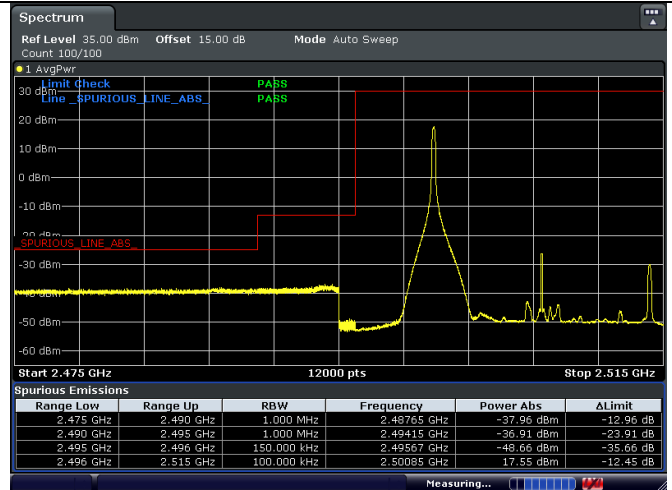 Spectrum
Ref Level 35.00 dBm Offset 15.00 dB Mode Auto Sweep
Count 100/100
1 AvgPwr
Limit Check PASS
30 dBm
Line _SPURIOUS_LINE_ABS_ PASS
20 dBm
10 dBm
0 dBm
-10 dBm
-20 dBm
_SPURIOUS_LINE_ABS_
-30 dBm
-40 dBm
-50 dBm
-60 dBm
Start 2.475 GHz 12000 pts Stop 2.515 GHz
Spurious Emissions
Range Low Range Up RBW Frequency Power Abs ΔLimit
2.475 GHz 2.490 GHz 1.000 MHz 2.48765 GHz -37.96 dBm -12.96 dB
2.490 GHz 2.495 GHz 1.000 MHz 2.49415 GHz -36.91 dBm -23.91 dB
2.495 GHz 2.496 GHz 150.000 kHz 2.49567 GHz -48.66 dBm -35.66 dB
2.496 GHz 2.515 GHz 100.000 kHz 2.50085 GHz 17.55 dBm -12.45 dB
Measuring...